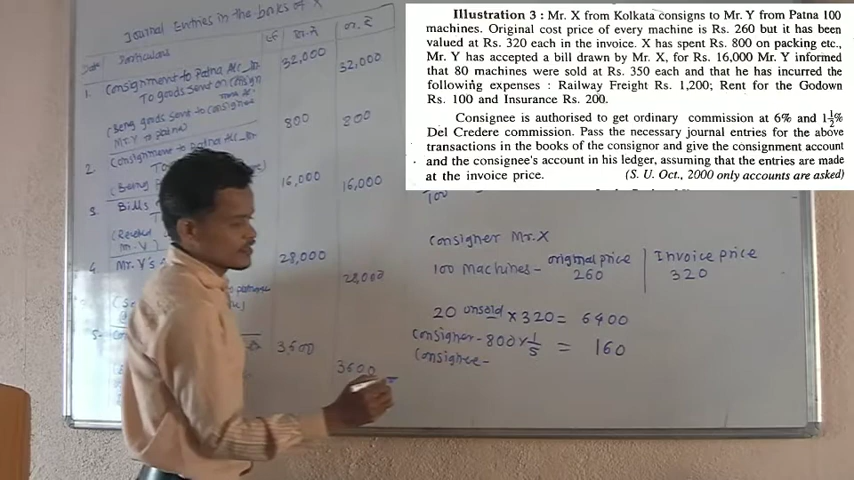 Journal Entries in the books of X
Date
Particulars
LF
Dr. ₹
Cr. ₹
1. Consignment to Patna A/c Dr
To goods sent on consign
32,000
32,000
(Being goods sent to consignee
Mr. Y to patna)
2. Consignment to Patna A/c Dr
800
800
(Being
3. Bills
16,000
16,000
Mr. Y)
4 Mr. Y's
28,000
28,000
5-
3600
3600
100
Consigner Mr.X
100 Machines - original price Invoice price
260 320
20 unsold x 320 = 6400
Consigner - 800 x 1/5 = 160
Consignee -
Illustration 3 : Mr. X from Kolkata consigns to Mr. Y from Patna 100
machines. Original cost price of every machine is Rs. 260 but it has been
valued at Rs. 320 each in the invoice. X has spent Rs. 800 on packing etc.,
Mr. Y has accepted a bill drawn by Mr. X, for Rs. 16,000 Mr. Y informed
that 80 machines were sold at Rs. 350 each and that he has incurred the
following expenses : Railway Freight Rs. 1,200; Rent for the Godown
Rs. 100 and Insurance Rs. 200.
Consignee is authorised to get ordinary commission at 6% and 1½%
Del Credere commission. Pass the necessary journal entries for the above
transactions in the books of the consignor and give the consignment account
and the consignee's account in his ledger, assuming that the entries are made
at the invoice price. (S. U. Oct., 2000 only accounts are asked)